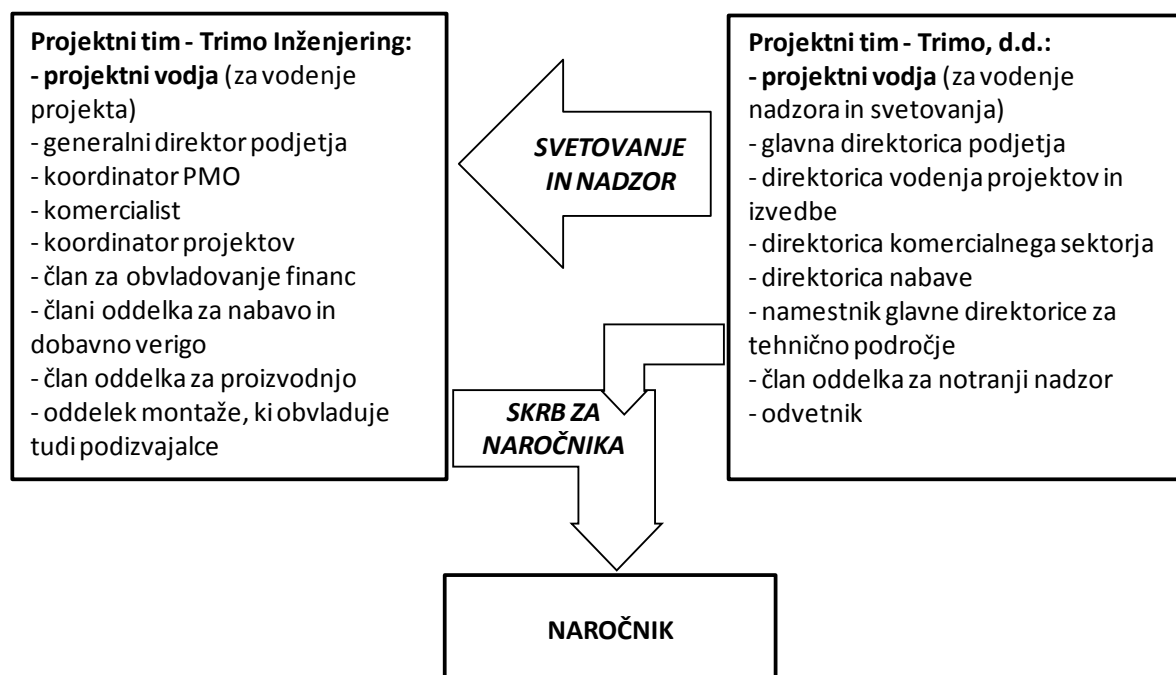 Projektni tim - Trimo Inženjering:
- projektni vodja (za vodenje
projekta)
- generalni direktor podjetja
- koordinator PMO
- komercialist
- koordinator projektov
- član za obvladovanje financ
- člani oddelka za nabavo in
dobavno verigo
- član oddelka za proizvodnjo
- oddelek montaže, ki obvladuje
tudi podizvajalce
SVETOVANJE
IN NADZOR
Projektni tim - Trimo, d.d.:
- projektni vodja (za vodenje
nadzora in svetovanja)
- glavna direktorica podjetja
- direktorica vodenja projektov in
izvedbe
- direktorica komercialnega sektorja
- direktorica nabave
- namestnik glavne direktorice za
tehnično področje
- član oddelka za notranji nadzor
- odvetnik
SKRB ZA
NAROČNIKA
NAROČNIK